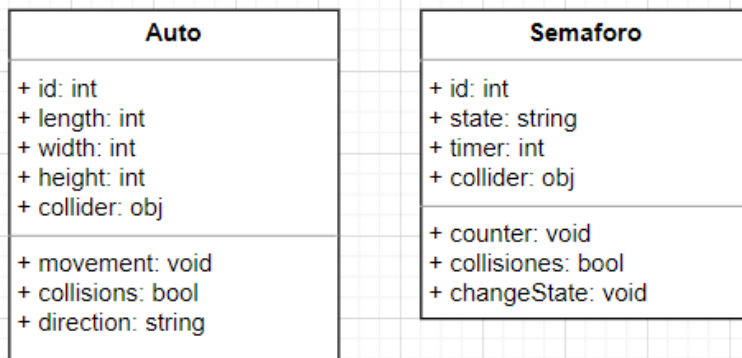 Auto
+ id: int
+ length: int
+ width: int
+ height: int
+ collider: obj
+ movement: void
+ collisions: bool
+ direction: string
Semaforo
+ id: int
+ state: string
+ timer: int
+ collider: obj
+ counter: void
+ collisiones: bool
+ changeState: void